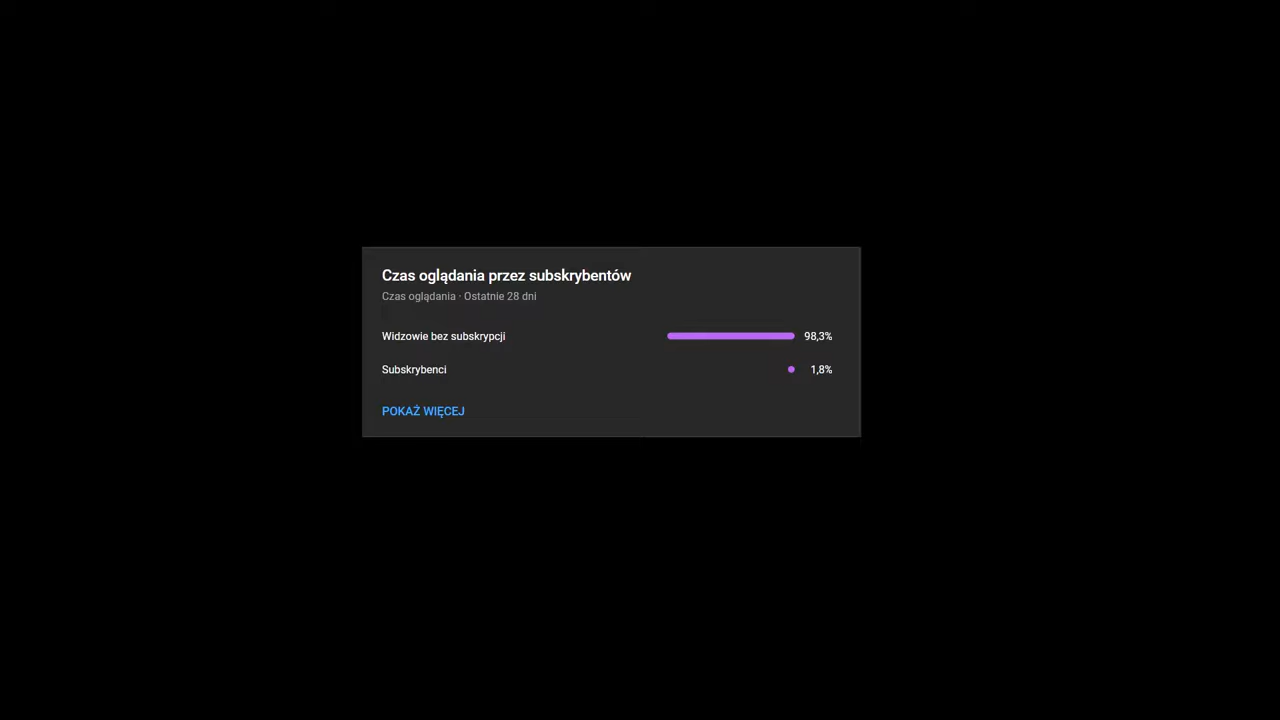 Czas oglądania przez subskrybentów
Czas oglądania · Ostatnie 28 dni
Widzowie bez subskrypcji 98,3%
Subskrybenci 1,8%
POKAŻ WIĘCEJ